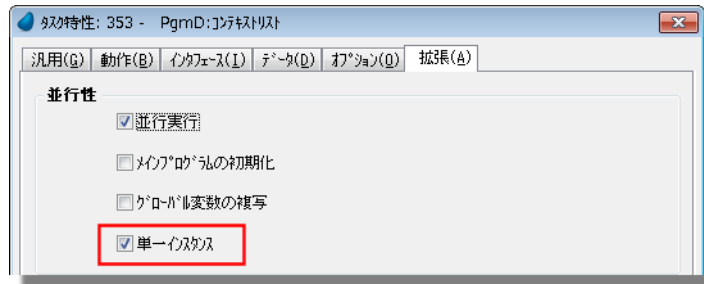 ﾀｽｸ特性: 353 - PgmD:ｺﾝﾃｷｽﾄﾘｽﾄ
汎用(G) 動作(B) ｲﾝﾀﾌｪｰｽ(I) ﾃﾞｰﾀ(D) ｵﾌﾟｼｮﾝ(O) 拡張(A)
並行性
並行実行
ﾒｲﾝﾌﾟﾛｸﾞﾗﾑの初期化
ｸﾞﾛｰﾊﾞﾙ変数の複写
単一ｲﾝｽﾀﾝｽ